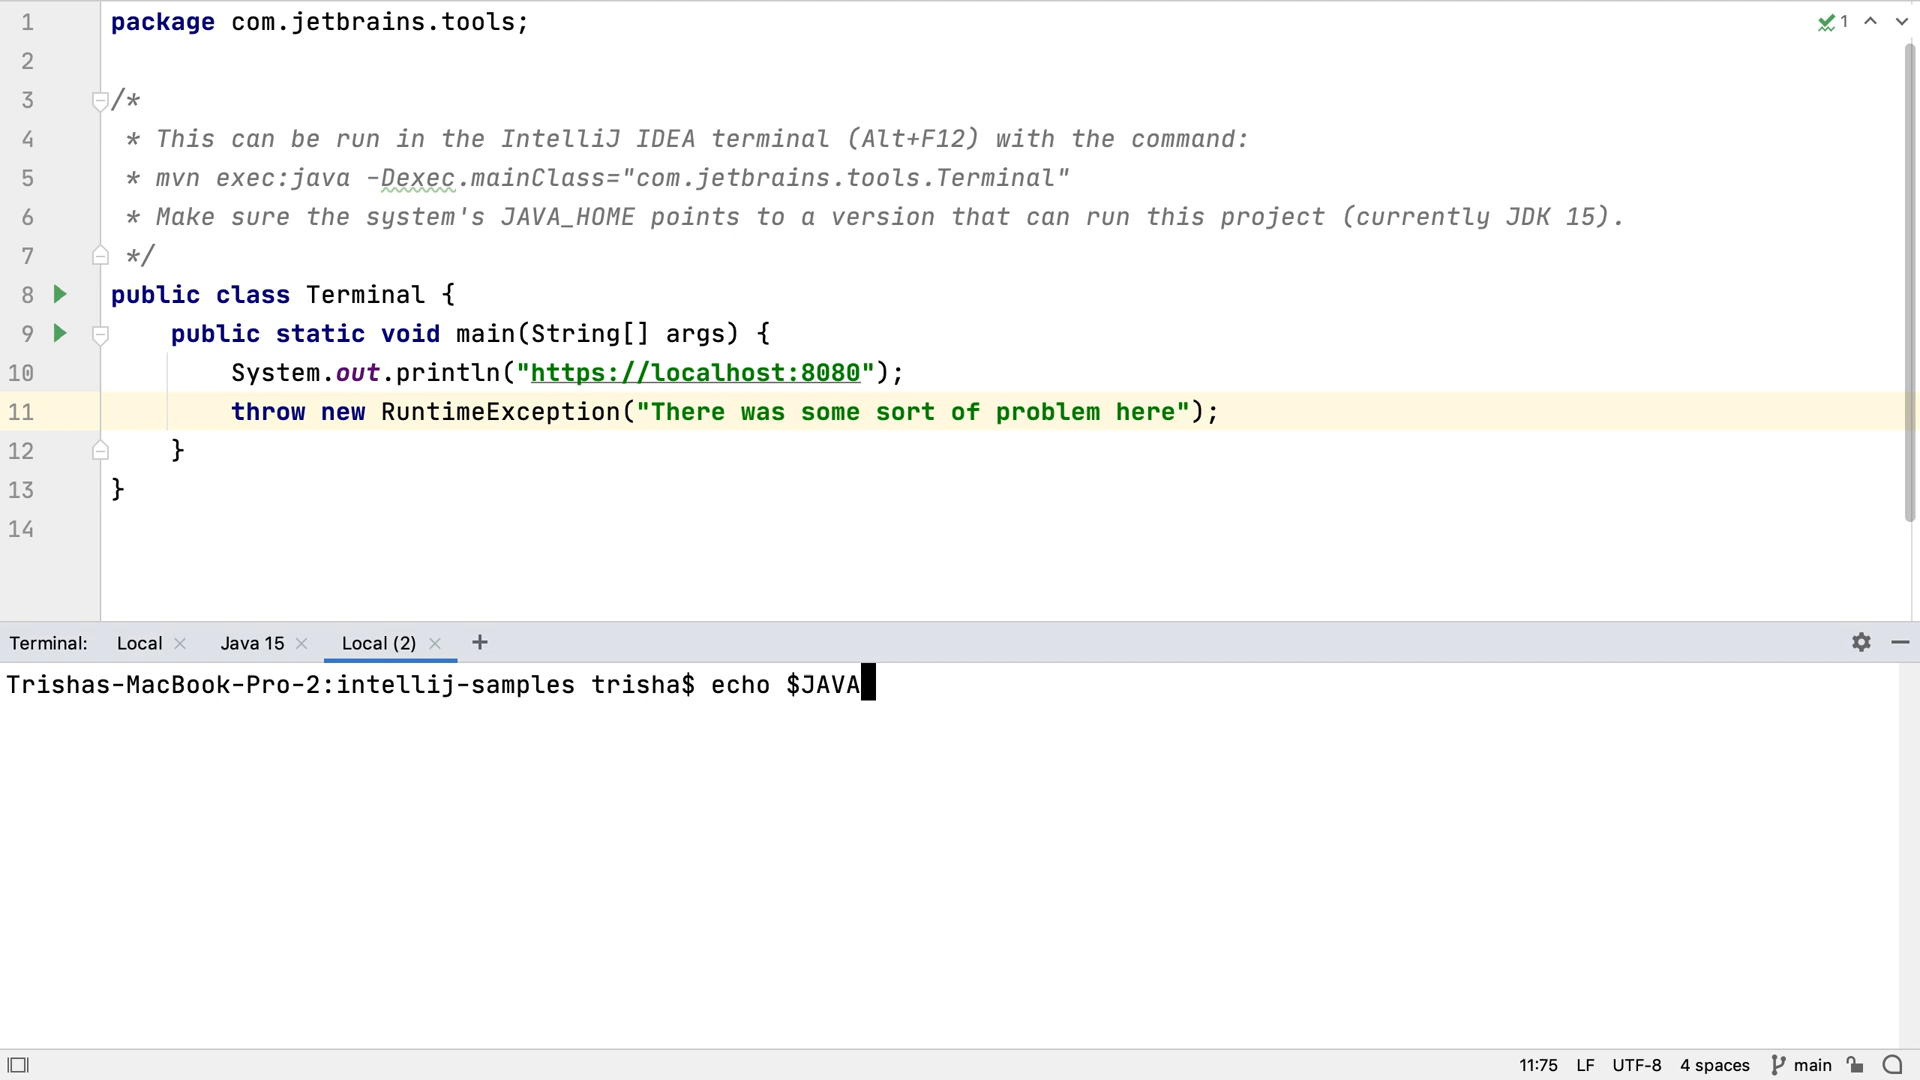 1 package com.jetbrains.tools; 1
2
3 /*
4 * This can be run in the IntelliJ IDEA terminal (Alt+F12) with the command:
5 * mvn exec:java -Dexec.mainClass="com.jetbrains.tools.Terminal"
6 * Make sure the system's JAVA_HOME points to a version that can run this project (currently JDK 15).
7 */
8 public class Terminal {
9 public static void main(String[] args) {
10 System.out.println("https://localhost:8080");
11 throw new RuntimeException("There was some sort of problem here");
12 }
13 }
14
Terminal: Local Java 15 Local (2)
Trishas-MacBook-Pro-2:intellij-samples trisha$ echo $JAVA
11:75 LF UTF-8 4 spaces main